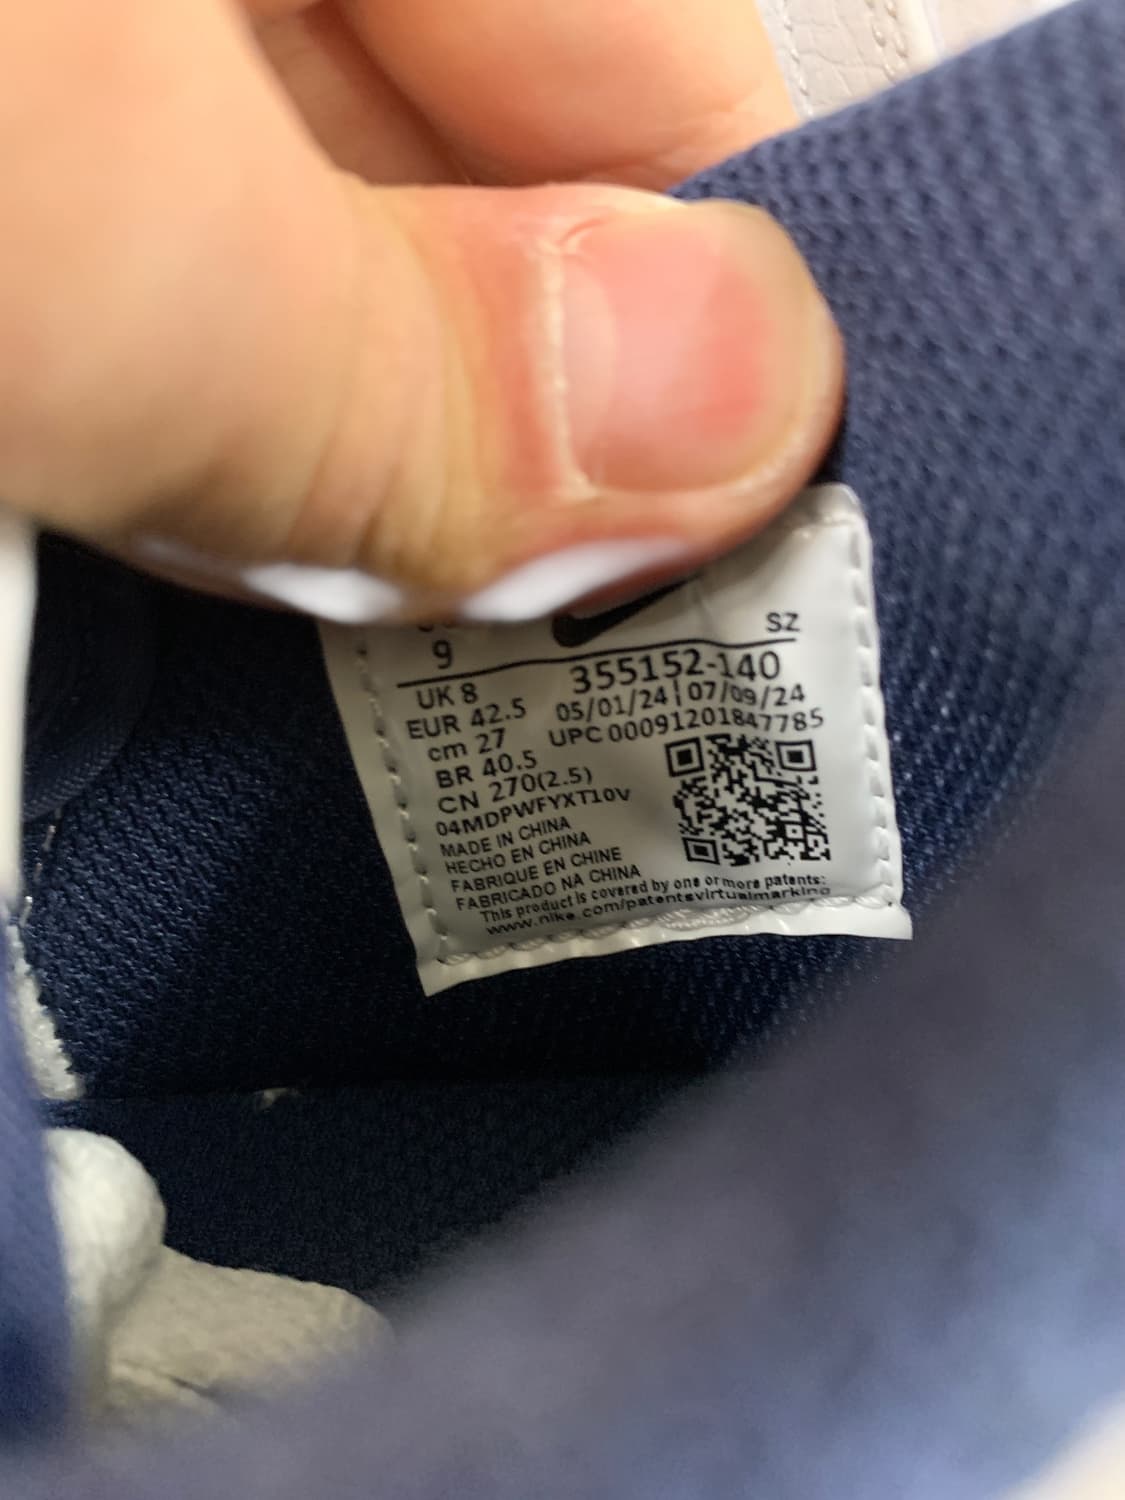 SZ
9
355152-140
UK 8
05/01/24|07/09/24
EUR 42.5
UPC 00091201847785
cm 27
BR 40.5
CN 270(2.5)
04MDPWFYXT10V
MADE IN CHINA
HECHO EN CHINA
FABRIQUE EN CHINE
FABRICADO NA CHINA
This product is covered by one or more patents:
www.nike.com/patentsvirtualmarking